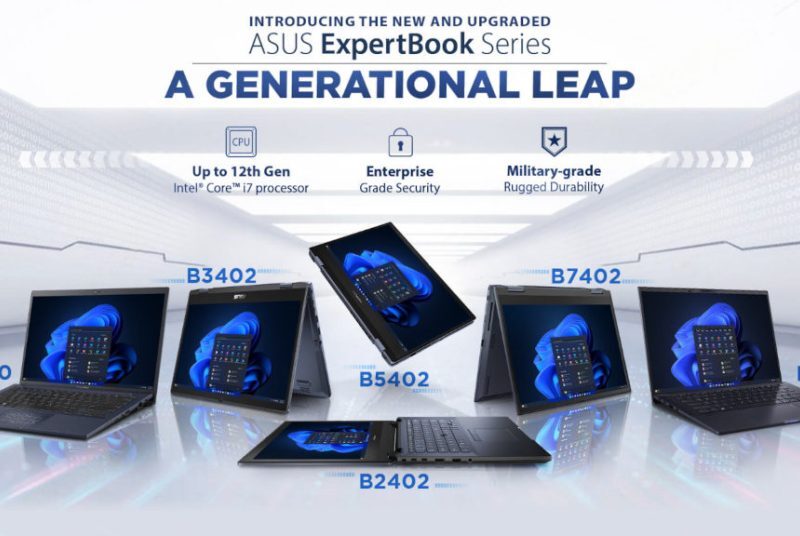 INTRODUCING THE NEW AND UPGRADED
ASUS ExpertBook Series
A GENERATIONAL LEAP
CPU
Up to 12th Gen
Intel® Core™ i7 processor
Enterprise
Grade Security
Military-grade
Rugged Durability
B3402
B7402
B5402
0
B2402